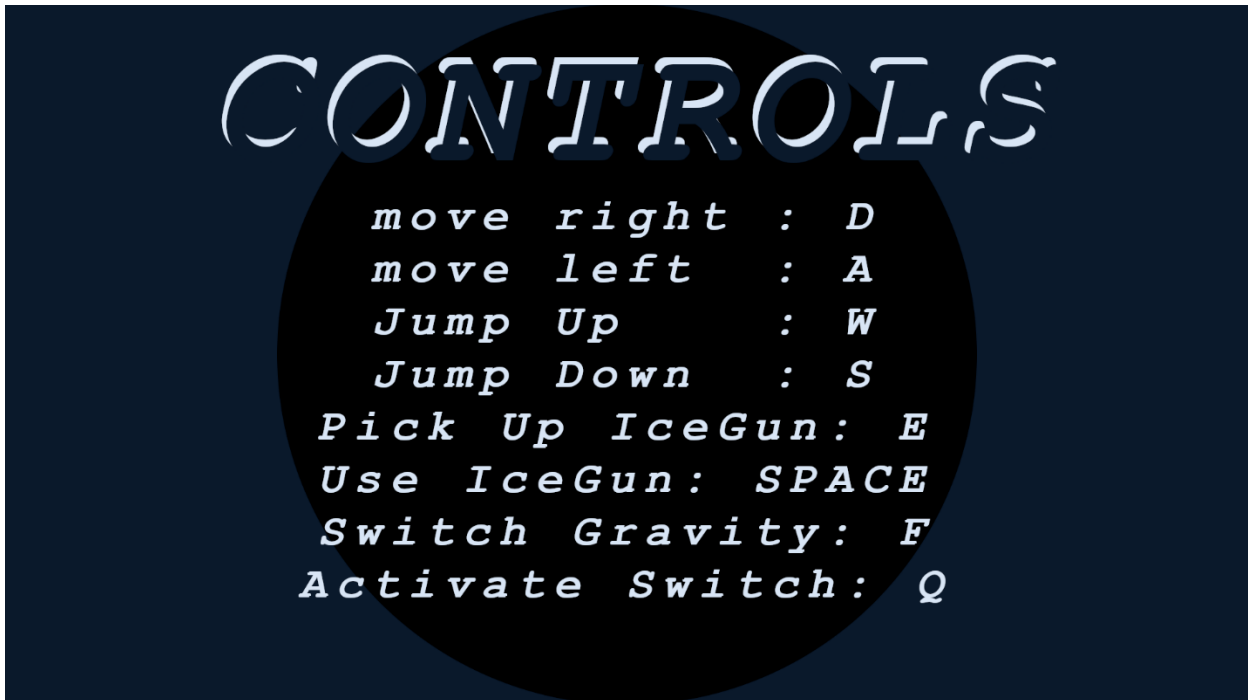 CONTROLS
move right : D
move left : A
Jump Up : W
Jump Down : S
Pick Up IceGun: E
Use IceGun: SPACE
Switch Gravity: F
Activate Switch: Q